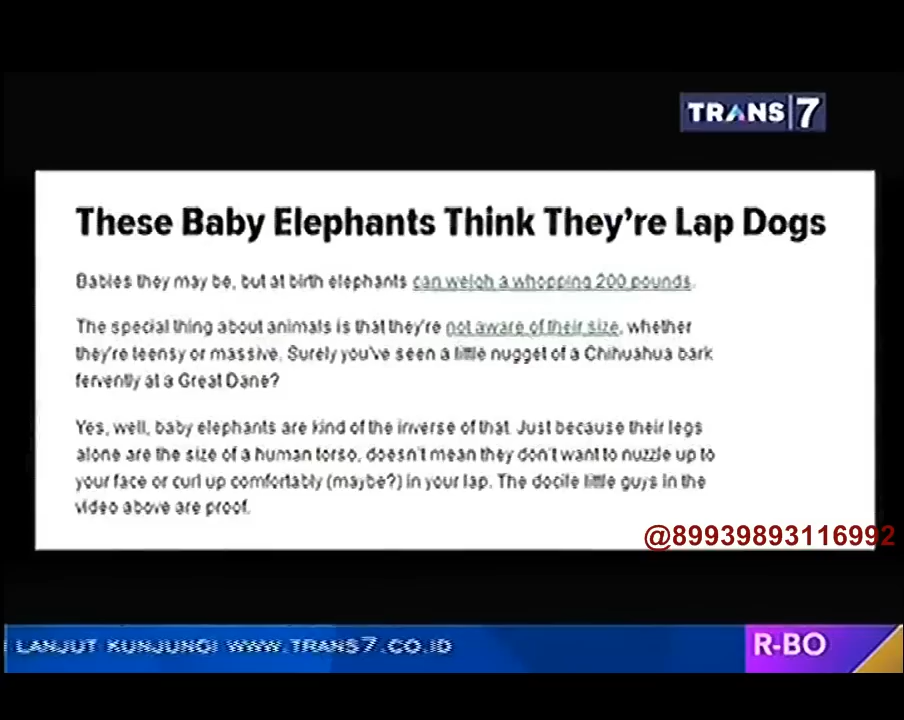 TRANS|7
These Baby Elephants Think They're Lap Dogs
Babies they may be, but at birth elephants can weigh a whopping 200 pounds.
The special thing about animals is that they're not aware of their size, whether
they're teensy or massive. Surely you've seen a little nugget of a Chihuahua bark
fervently at a Great Dane?
Yes, well, baby elephants are kind of the inverse of that. Just because their legs
alone are the size of a human torso, doesn't mean they don't want to nuzzle up to
your face or curl up comfortably (maybe?) in your lap. The docile little guys in the
video above are proof.
@89939893116992
LANJUT KUNJUNGI WWW.TRANS7.CO.ID
R-BO